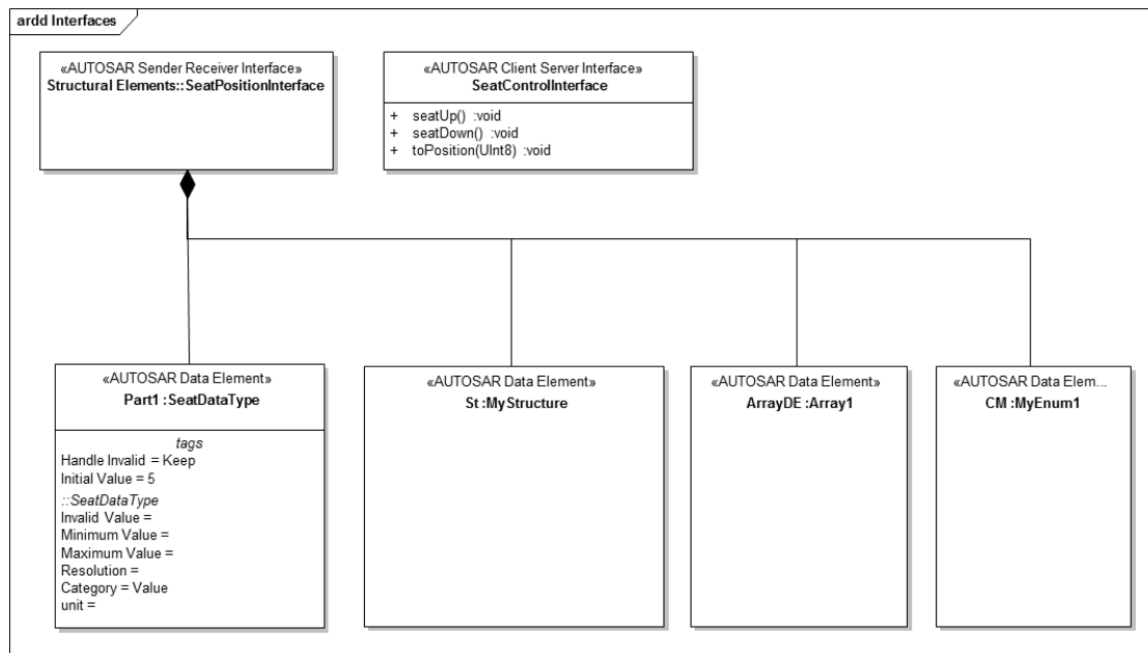 ardd Interfaces
«AUTOSAR Sender Receiver Interface»
Structural Elements::SeatPositionInterface
«AUTOSAR Client Server Interface»
SeatControlInterface
+ seatUp() :void
+ seatDown() :void
+ toPosition(UInt8) :void
«AUTOSAR Data Element»
Part1 :SeatDataType
tags
Handle Invalid = Keep
Initial Value = 5
::SeatDataType
Invalid Value =
Minimum Value =
Maximum Value =
Resolution =
Category = Value
unit =
«AUTOSAR Data Element»
St :MyStructure
«AUTOSAR Data Element»
ArrayDE :Array1
«AUTOSAR Data Elem...
CM :MyEnum1